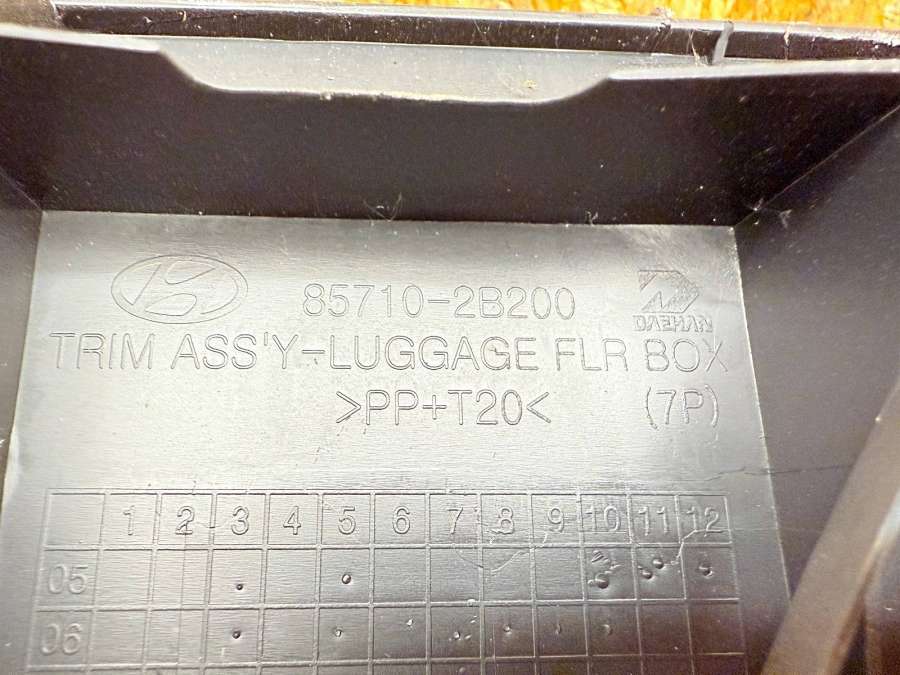 85710-2B200
DAEHAN
TRIM ASS'Y-LUGGAGE FLR BOX
>PP+T20< (7P)
1 2 3 4 5 6 7 8 9 10 11 12
05
06